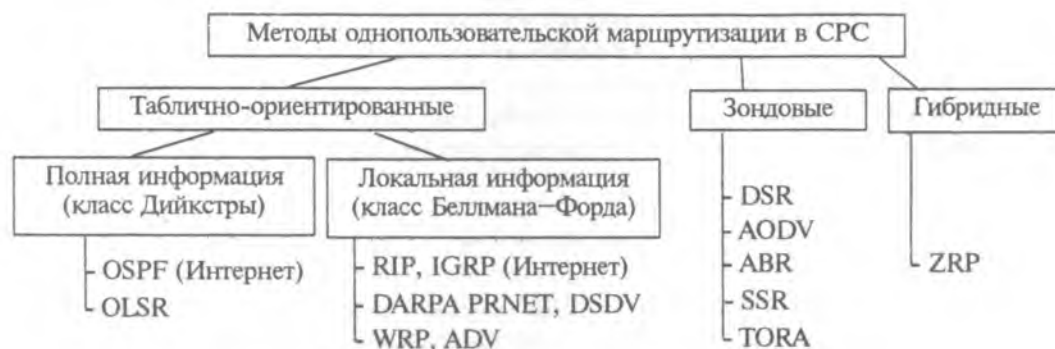 Методы однопользовательской маршрутизации в СРС
Таблично-ориентированные
Зондовые
Гибридные
Полная информация
(класс Дийкстры)
Локальная информация
(класс Беллмана—Форда)
OSPF (Интернет)
OLSR
RIP, IGRP (Интернет)
DARPA PRNET, DSDV
WRP, ADV
DSR
AODV
ABR
SSR
TORA
ZRP